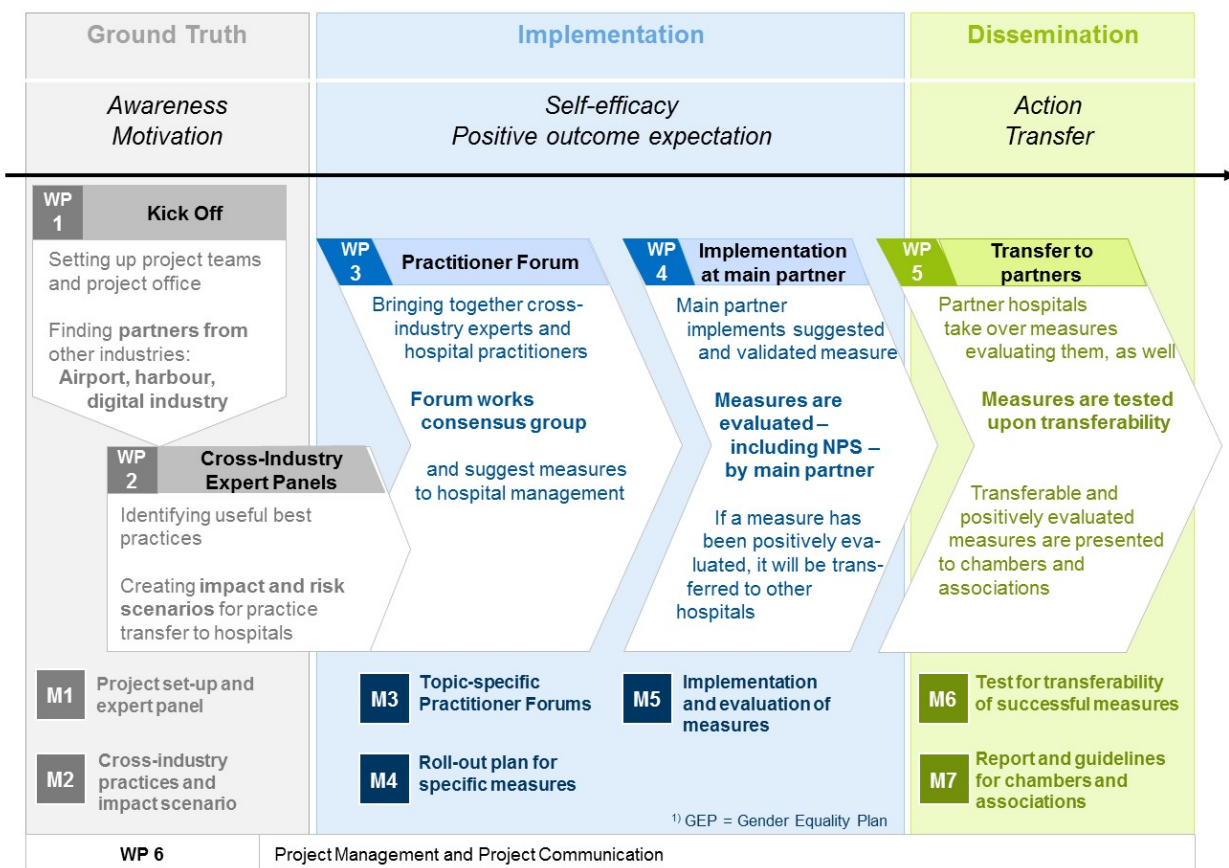 Ground Truth
Implementation
Dissemination
Awareness
Motivation
Self-efficacy
Positive outcome expectation
Action
Transfer
WP
1
Kick Off
Setting up project teams
and project office
Finding partners from
other industries:
Airport, harbour,
digital industry
WP
2
Cross-Industry
Expert Panels
Identifying useful best
practices
Creating impact and risk
scenarios for practice
transfer to hospitals
WP
3
Practitioner Forum
Bringing together cross-
industry experts and
hospital practitioners
Forum works
consensus group
and suggest measures
to hospital management
WP
4
Implementation
at main partner
Main partner
implements suggested
and validated measure
Measures are
evaluated –
including NPS –
by main partner
If a measure has
been positively eva-
luated, it will be trans-
ferred to other
hospitals
WP
5
Transfer to
partners
Partner hospitals
take over measures
evaluating them, as well
Measures are tested
upon transferability
Transferable and
positively evaluated
measures are presented
to chambers and
associations
M1
Project set-up and
expert panel
M2
Cross-industry
practices and
impact scenario
M3
Topic-specific
Practitioner Forums
M4
Roll-out plan for
specific measures
M5
Implementation
and evaluation of
measures
M6
Test for transferability
of successful measures
M7
Report and guidelines
for chambers and
associations
1) GEP = Gender Equality Plan
WP 6
Project Management and Project Communication